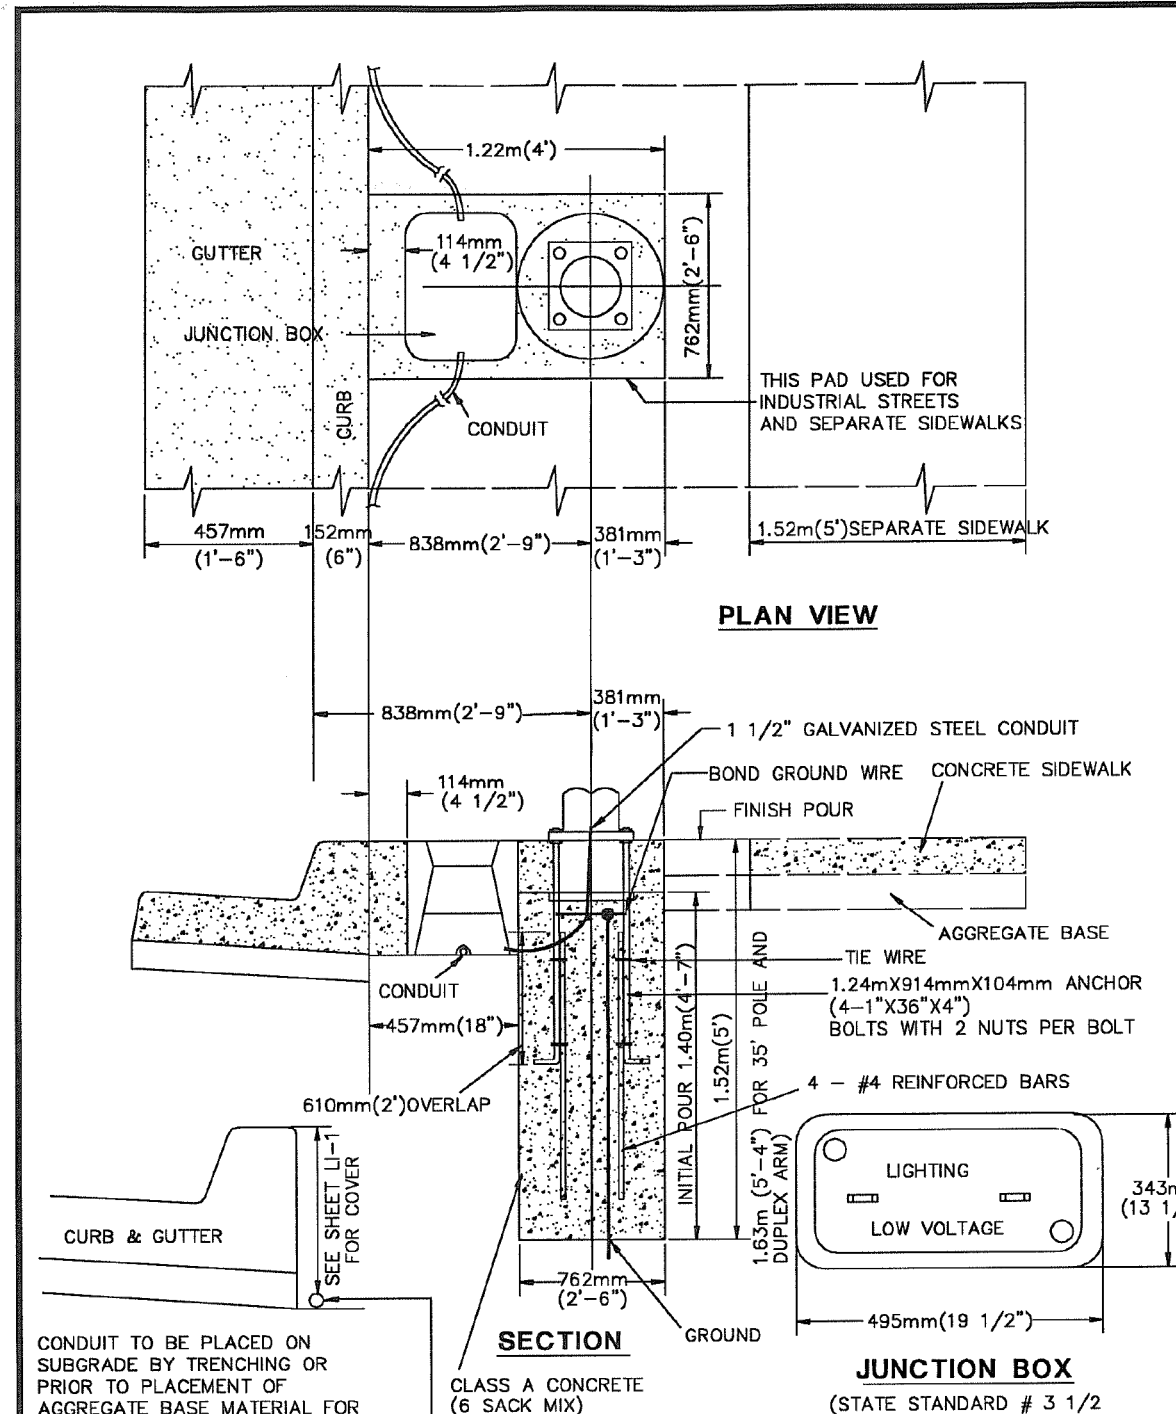 1.22m(4')
GUTTER
114mm
(4 1/2")
762mm(2'-6")
JUNCTION BOX
CURB
CONDUIT
THIS PAD USED FOR
INDUSTRIAL STREETS
AND SEPARATE SIDEWALKS
457mm
(1'-6")
152mm
(6")
838mm(2'-9")
381mm
(1'-3")
1.52m(5')SEPARATE SIDEWALK
PLAN VIEW
838mm(2'-9")
381mm
(1'-3")
1 1/2" GALVANIZED STEEL CONDUIT
BOND GROUND WIRE
CONCRETE SIDEWALK
114mm
(4 1/2")
FINISH POUR
AGGREGATE BASE
TIE WIRE
CONDUIT
1.24mX914mmX104mm ANCHOR
(4-1"X36"X4")
BOLTS WITH 2 NUTS PER BOLT
457mm(18")
INITIAL POUR 1.40m(4'-7")
1.52m(5')
1.63m (5'-4") FOR 35' POLE AND
DUPLEX ARM)
4 - #4 REINFORCED BARS
610mm(2')OVERLAP
SEE SHEET LI-1
FOR COVER
CURB & GUTTER
LIGHTING
LOW VOLTAGE
343m
(13 1/
762mm
(2'-6")
495mm(19 1/2")
SECTION
GROUND
CONDUIT TO BE PLACED ON
SUBGRADE BY TRENCHING OR
PRIOR TO PLACEMENT OF
AGGREGATE BASE MATERIAL FOR
CLASS A CONCRETE
(6 SACK MIX)
JUNCTION BOX
(STATE STANDARD # 3 1/2